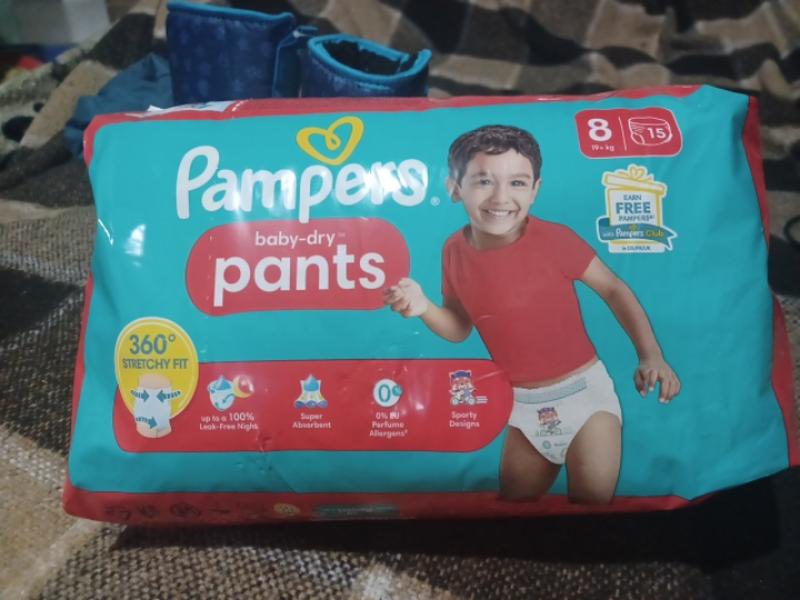 Pampers®
baby-dry™
pants
8
19+ kg
15
EARN
FREE
PAMPERS
with Pampers Club
360°
STRETCHY FIT
up to a 100%
Leak-Free Night
Super
Absorbent
0%
0% EU
Perfume
Allergens
Sporty
Designs